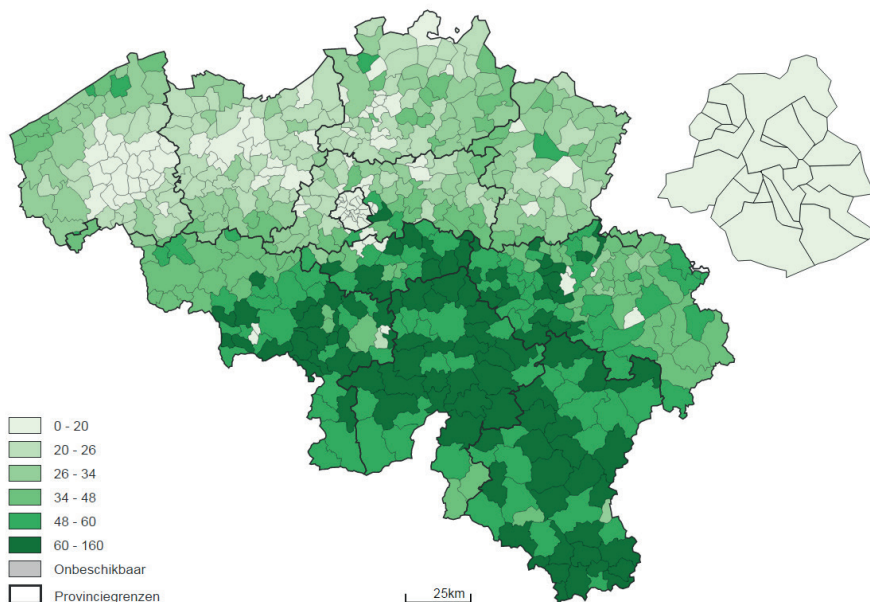 0 - 20
20 - 26
26 - 34
34 - 48
48 - 60
60 - 160
Onbeschikbaar
Provinciegrenzen
25km